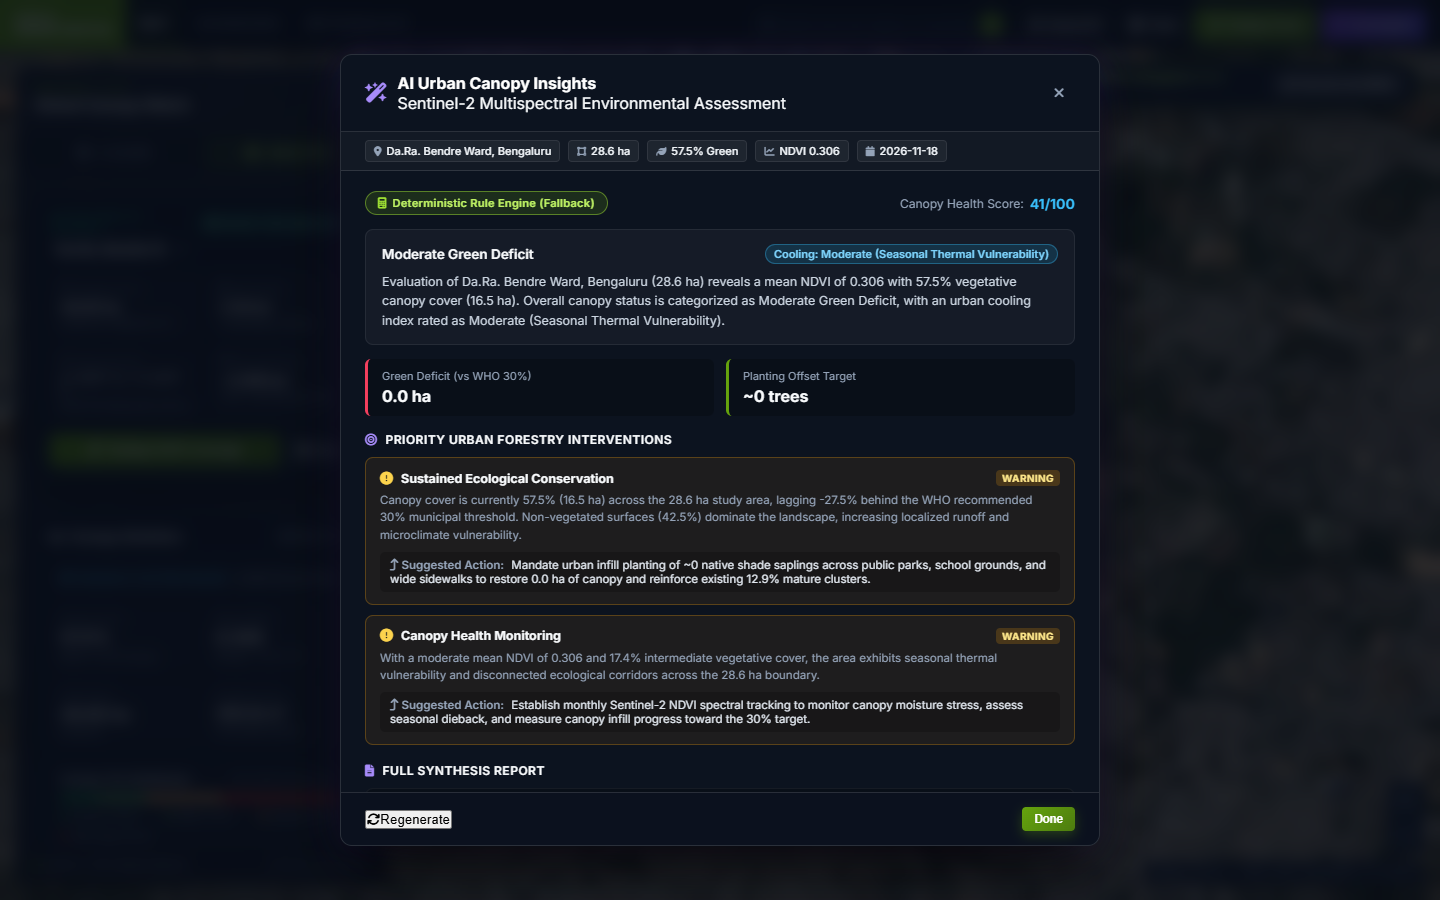 AI Urban Canopy Insights
Sentinel-2 Multispectral Environmental Assessment
Da.Ra. Bendre Ward, Bengaluru
28.6 ha
57.5% Green
NDVI 0.306
2026-11-18
Deterministic Rule Engine (Fallback)
Canopy Health Score: 41/100
Moderate Green Deficit
Cooling: Moderate (Seasonal Thermal Vulnerability)
Evaluation of Da.Ra. Bendre Ward, Bengaluru (28.6 ha) reveals a mean NDVI of 0.306 with 57.5% vegetative
canopy cover (16.5 ha). Overall canopy status is categorized as Moderate Green Deficit, with an urban cooling
index rated as Moderate (Seasonal Thermal Vulnerability).
Green Deficit (vs WHO 30%)
0.0 ha
Planting Offset Target
~0 trees
PRIORITY URBAN FORESTRY INTERVENTIONS
Sustained Ecological Conservation
WARNING
Canopy cover is currently 57.5% (16.5 ha) across the 28.6 ha study area, lagging -27.5% behind the WHO recommended
30% municipal threshold. Non-vegetated surfaces (42.5%) dominate the landscape, increasing localized runoff and
microclimate vulnerability.
Suggested Action: Mandate urban infill planting of ~0 native shade saplings across public parks, school grounds, and
wide sidewalks to restore 0.0 ha of canopy and reinforce existing 12.9% mature clusters.
Canopy Health Monitoring
WARNING
With a moderate mean NDVI of 0.306 and 17.4% intermediate vegetative cover, the area exhibits seasonal thermal
vulnerability and disconnected ecological corridors across the 28.6 ha boundary.
Suggested Action: Establish monthly Sentinel-2 NDVI spectral tracking to monitor canopy moisture stress, assess
seasonal dieback, and measure canopy infill progress toward the 30% target.
FULL SYNTHESIS REPORT
Regenerate
Done